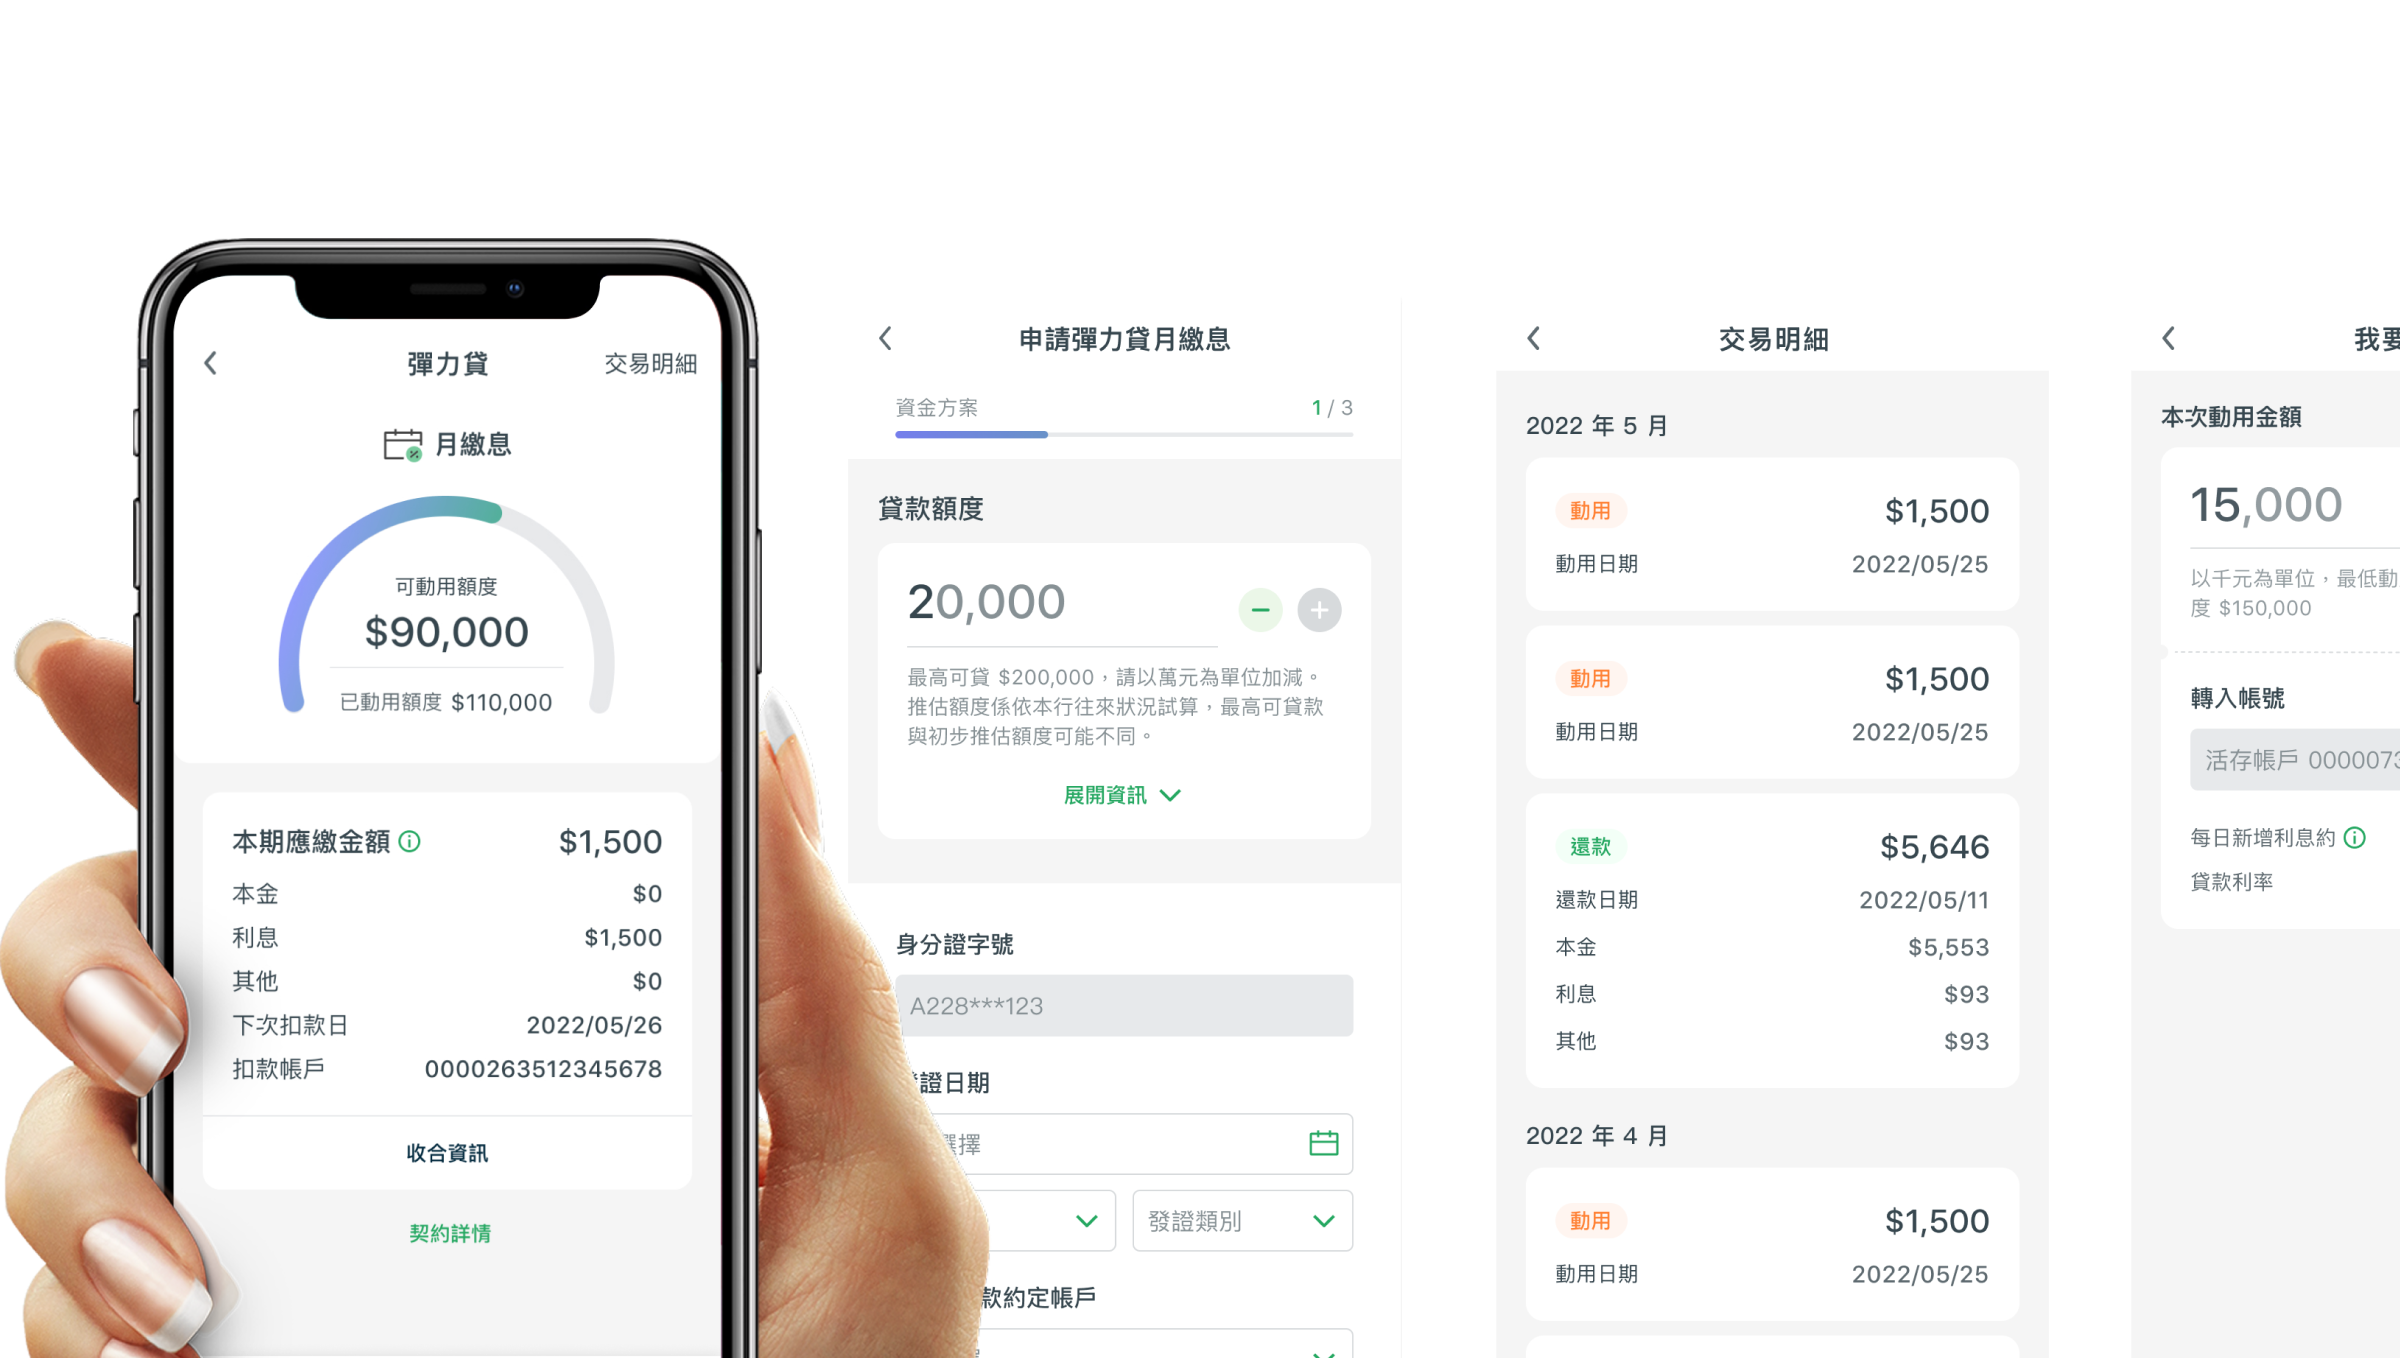 彈力貸
交易明細
月繳息
可動用額度
$90,000
已動用額度 $110,000
本期應繳金額
$1,500
本金
$0
利息
$1,500
其他
$0
下次扣款日
2022/05/26
扣款帳戶
0000263512345678
收合資訊
契約詳情
申請彈力貸月繳息
資金方案
1 / 3
貸款額度
20,000
最高可貸 $200,000，請以萬元為單位加減。
推估額度係依本行往來狀況試算，最高可貸款
與初步推估額度可能不同。
展開資訊
身分證字號
A228***123
證日期
擇
發證類別
款約定帳戶
交易明細
2022 年 5 月
動用
$1,500
動用日期
2022/05/25
動用
$1,500
動用日期
2022/05/25
還款
$5,646
還款日期
2022/05/11
本金
$5,553
利息
$93
其他
$93
2022 年 4 月
動用
$1,500
動用日期
2022/05/25
我要
本次動用金額
15,000
以千元為單位，最低動
度 $150,000
轉入帳號
活存帳戶 0000073
每日新增利息約
貸款利率